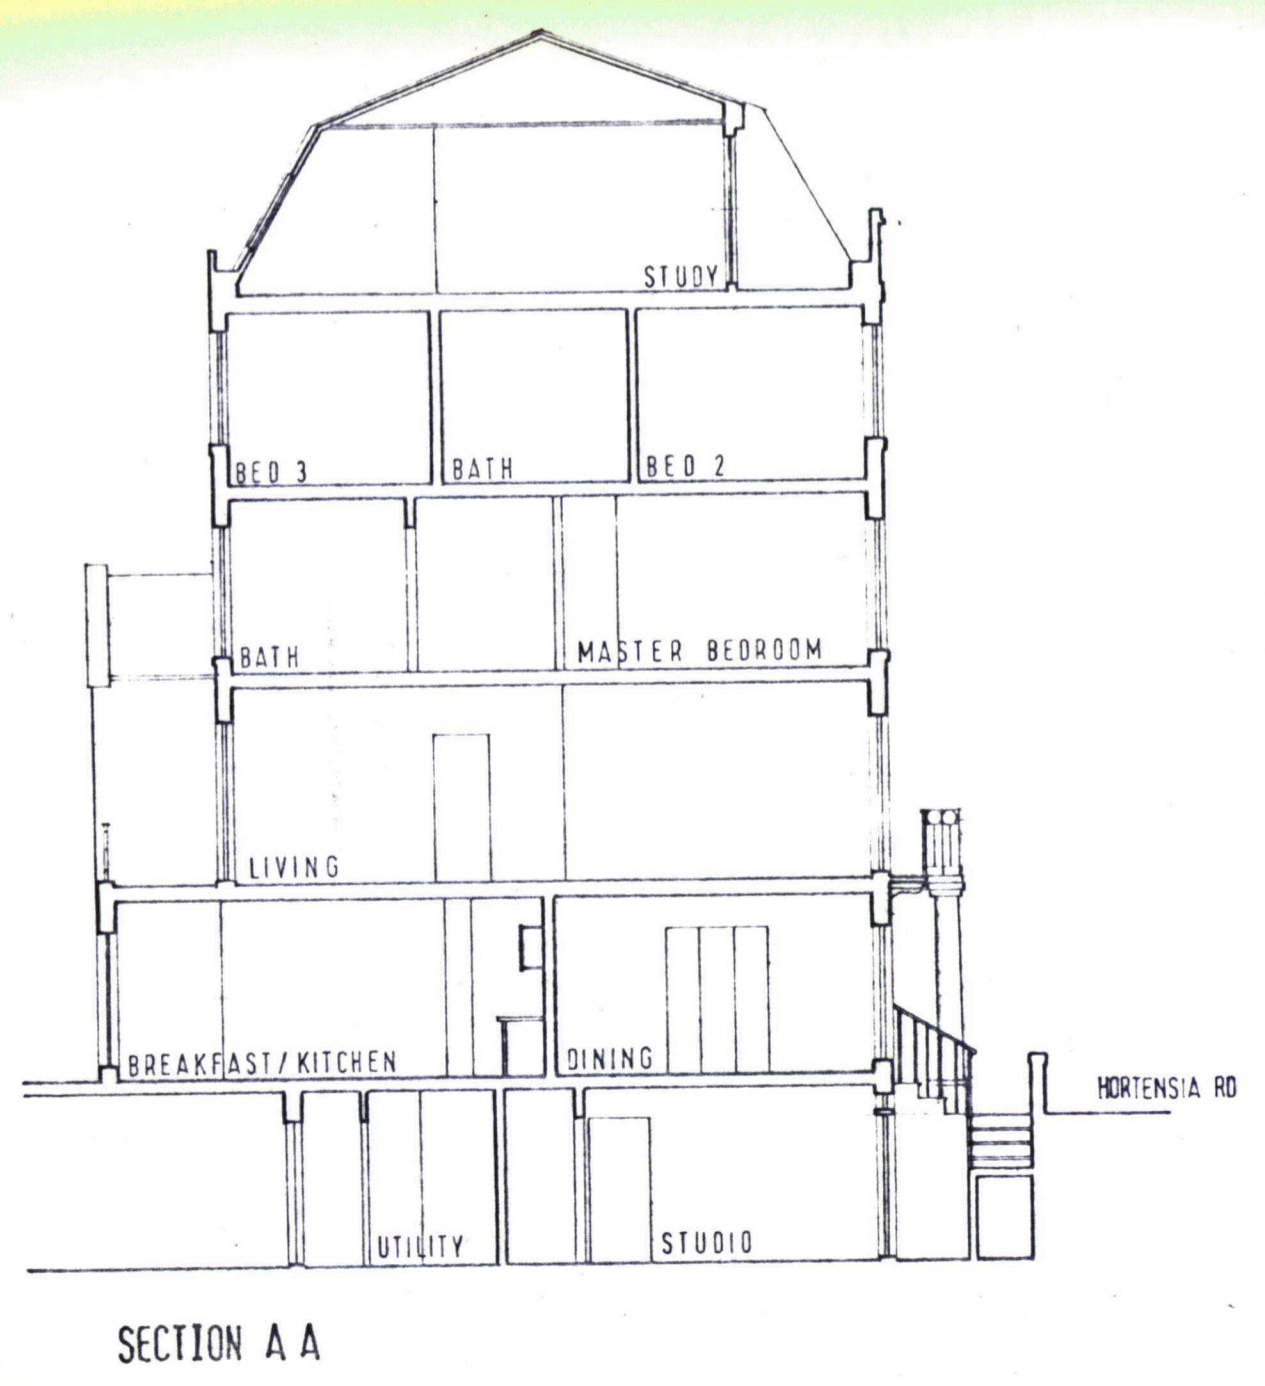 STUDY
BED 3
BATH
BED 2
BATH
MASTER BEDROOM
LIVING
BREAKFAST/KITCHEN
DINING
HORTENSIA RD
UTILITY
STUDIO
SECTION A A